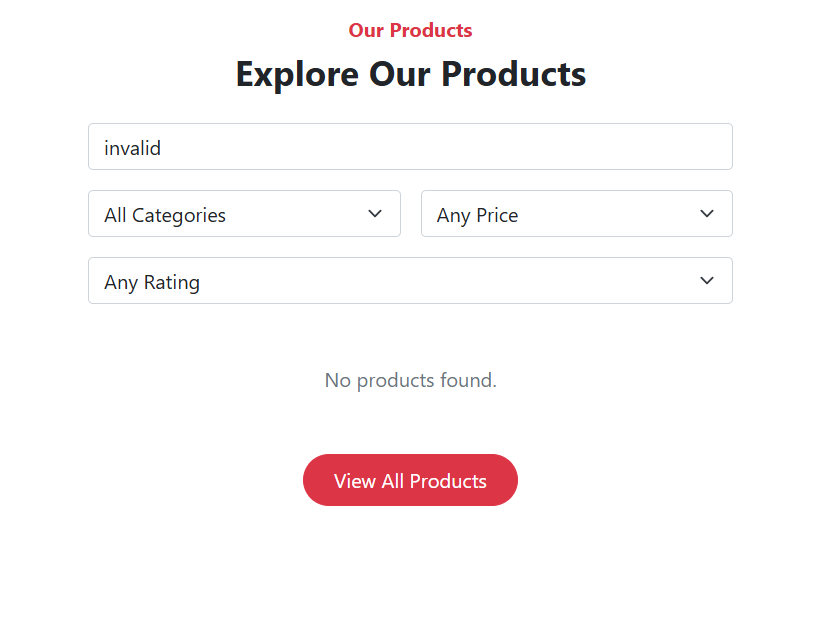 Our Products
Explore Our Products
invalid
All Categories
Any Price
Any Rating
No products found.
View All Products